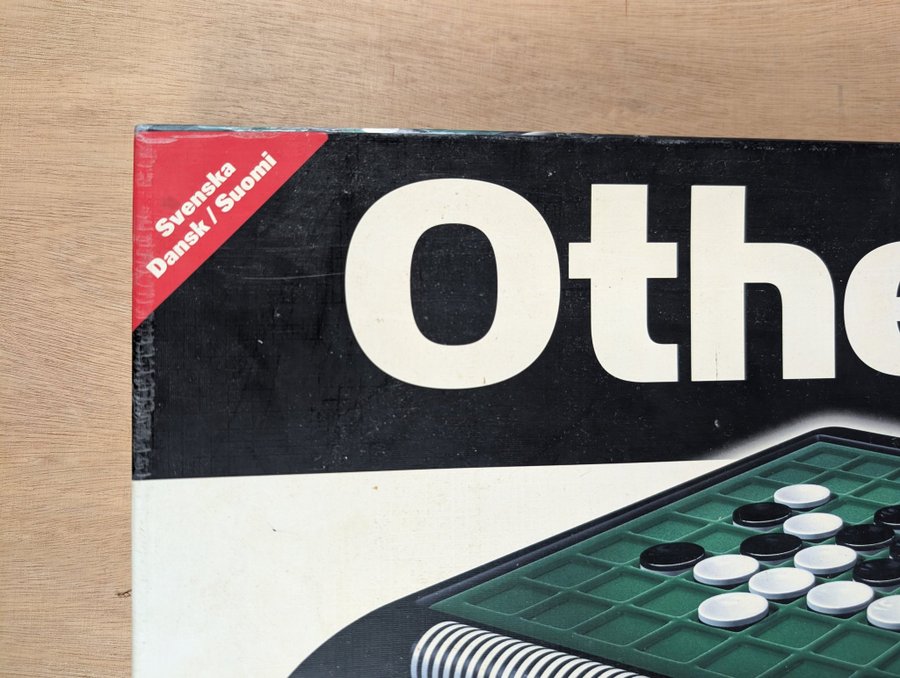 Svenska
Dansk / Suomi
Othe